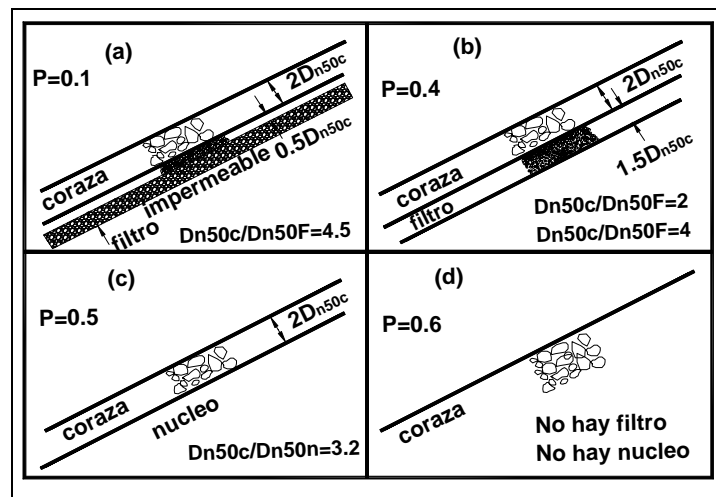 (a)
P=0.1
2Dn50c
0.5Dn50c
coraza
impermeable
filtro
Dn50c/Dn50F=4.5
(b)
P=0.4
2Dn50c
1.5Dn50c
coraza
filtro
Dn50c/Dn50F=2
Dn50c/Dn50F=4
(c)
P=0.5
2Dn50c
coraza
nucleo
Dn50c/Dn50n=3.2
(d)
P=0.6
coraza
No hay filtro
No hay nucleo